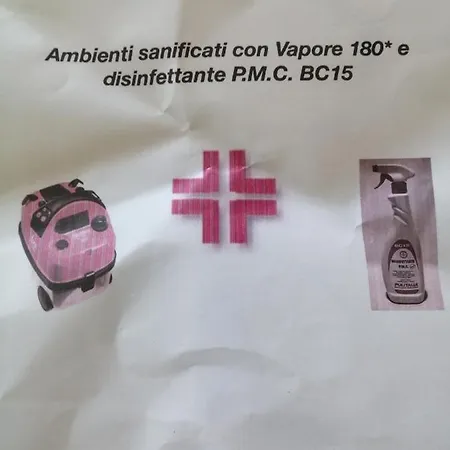 Ambienti sanificati con Vapore 180* e
disinfettante P.M.C. BC15